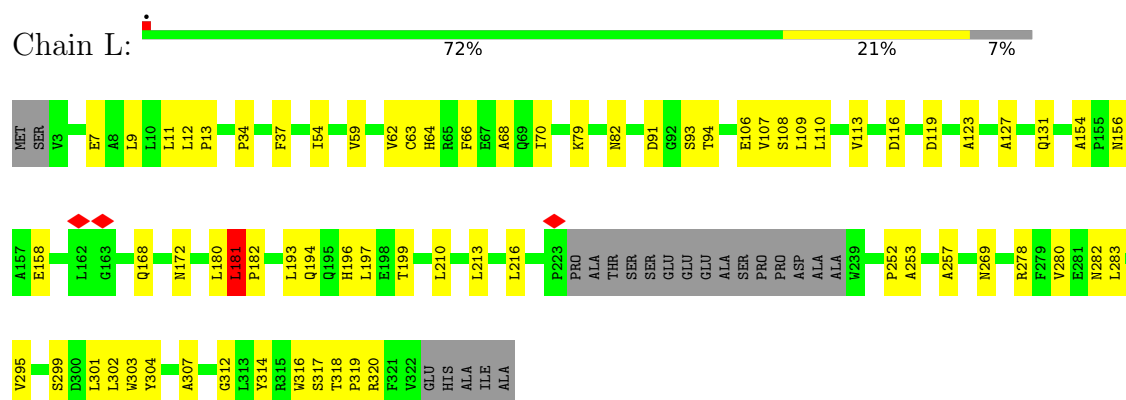 Chain L:
72% 21% 7%
MET SER V3 E7 A8 L9 L10 L11 L12 P13 P34 F37 I54 V59 V62 C63 H64 R65 F66 E67 A68 Q69 I70 K79 N82 D91 G92 S93 T94 E106 V107 S108 L109 L110 V113 D116 D119 A123 A127 Q131 A154 P155 N156
A157 E158 L162 G163 Q168 N172 L180 L181 P182 L193 Q194 Q195 H196 L197 E198 T199 L210 L213 L216 P223 PRO ALA THR SER SER GLU GLU GLU ALA SER PRO PRO ASP ALA ALA W239 P252 A253 A257 N269 R278 F279 V280 E281 N282 L283
V295 S299 D300 L301 L302 W303 Y304 A307 G312 L313 Y314 R315 W316 S317 T318 P319 R320 F321 V322 GLU HIS ALA ILE ALA